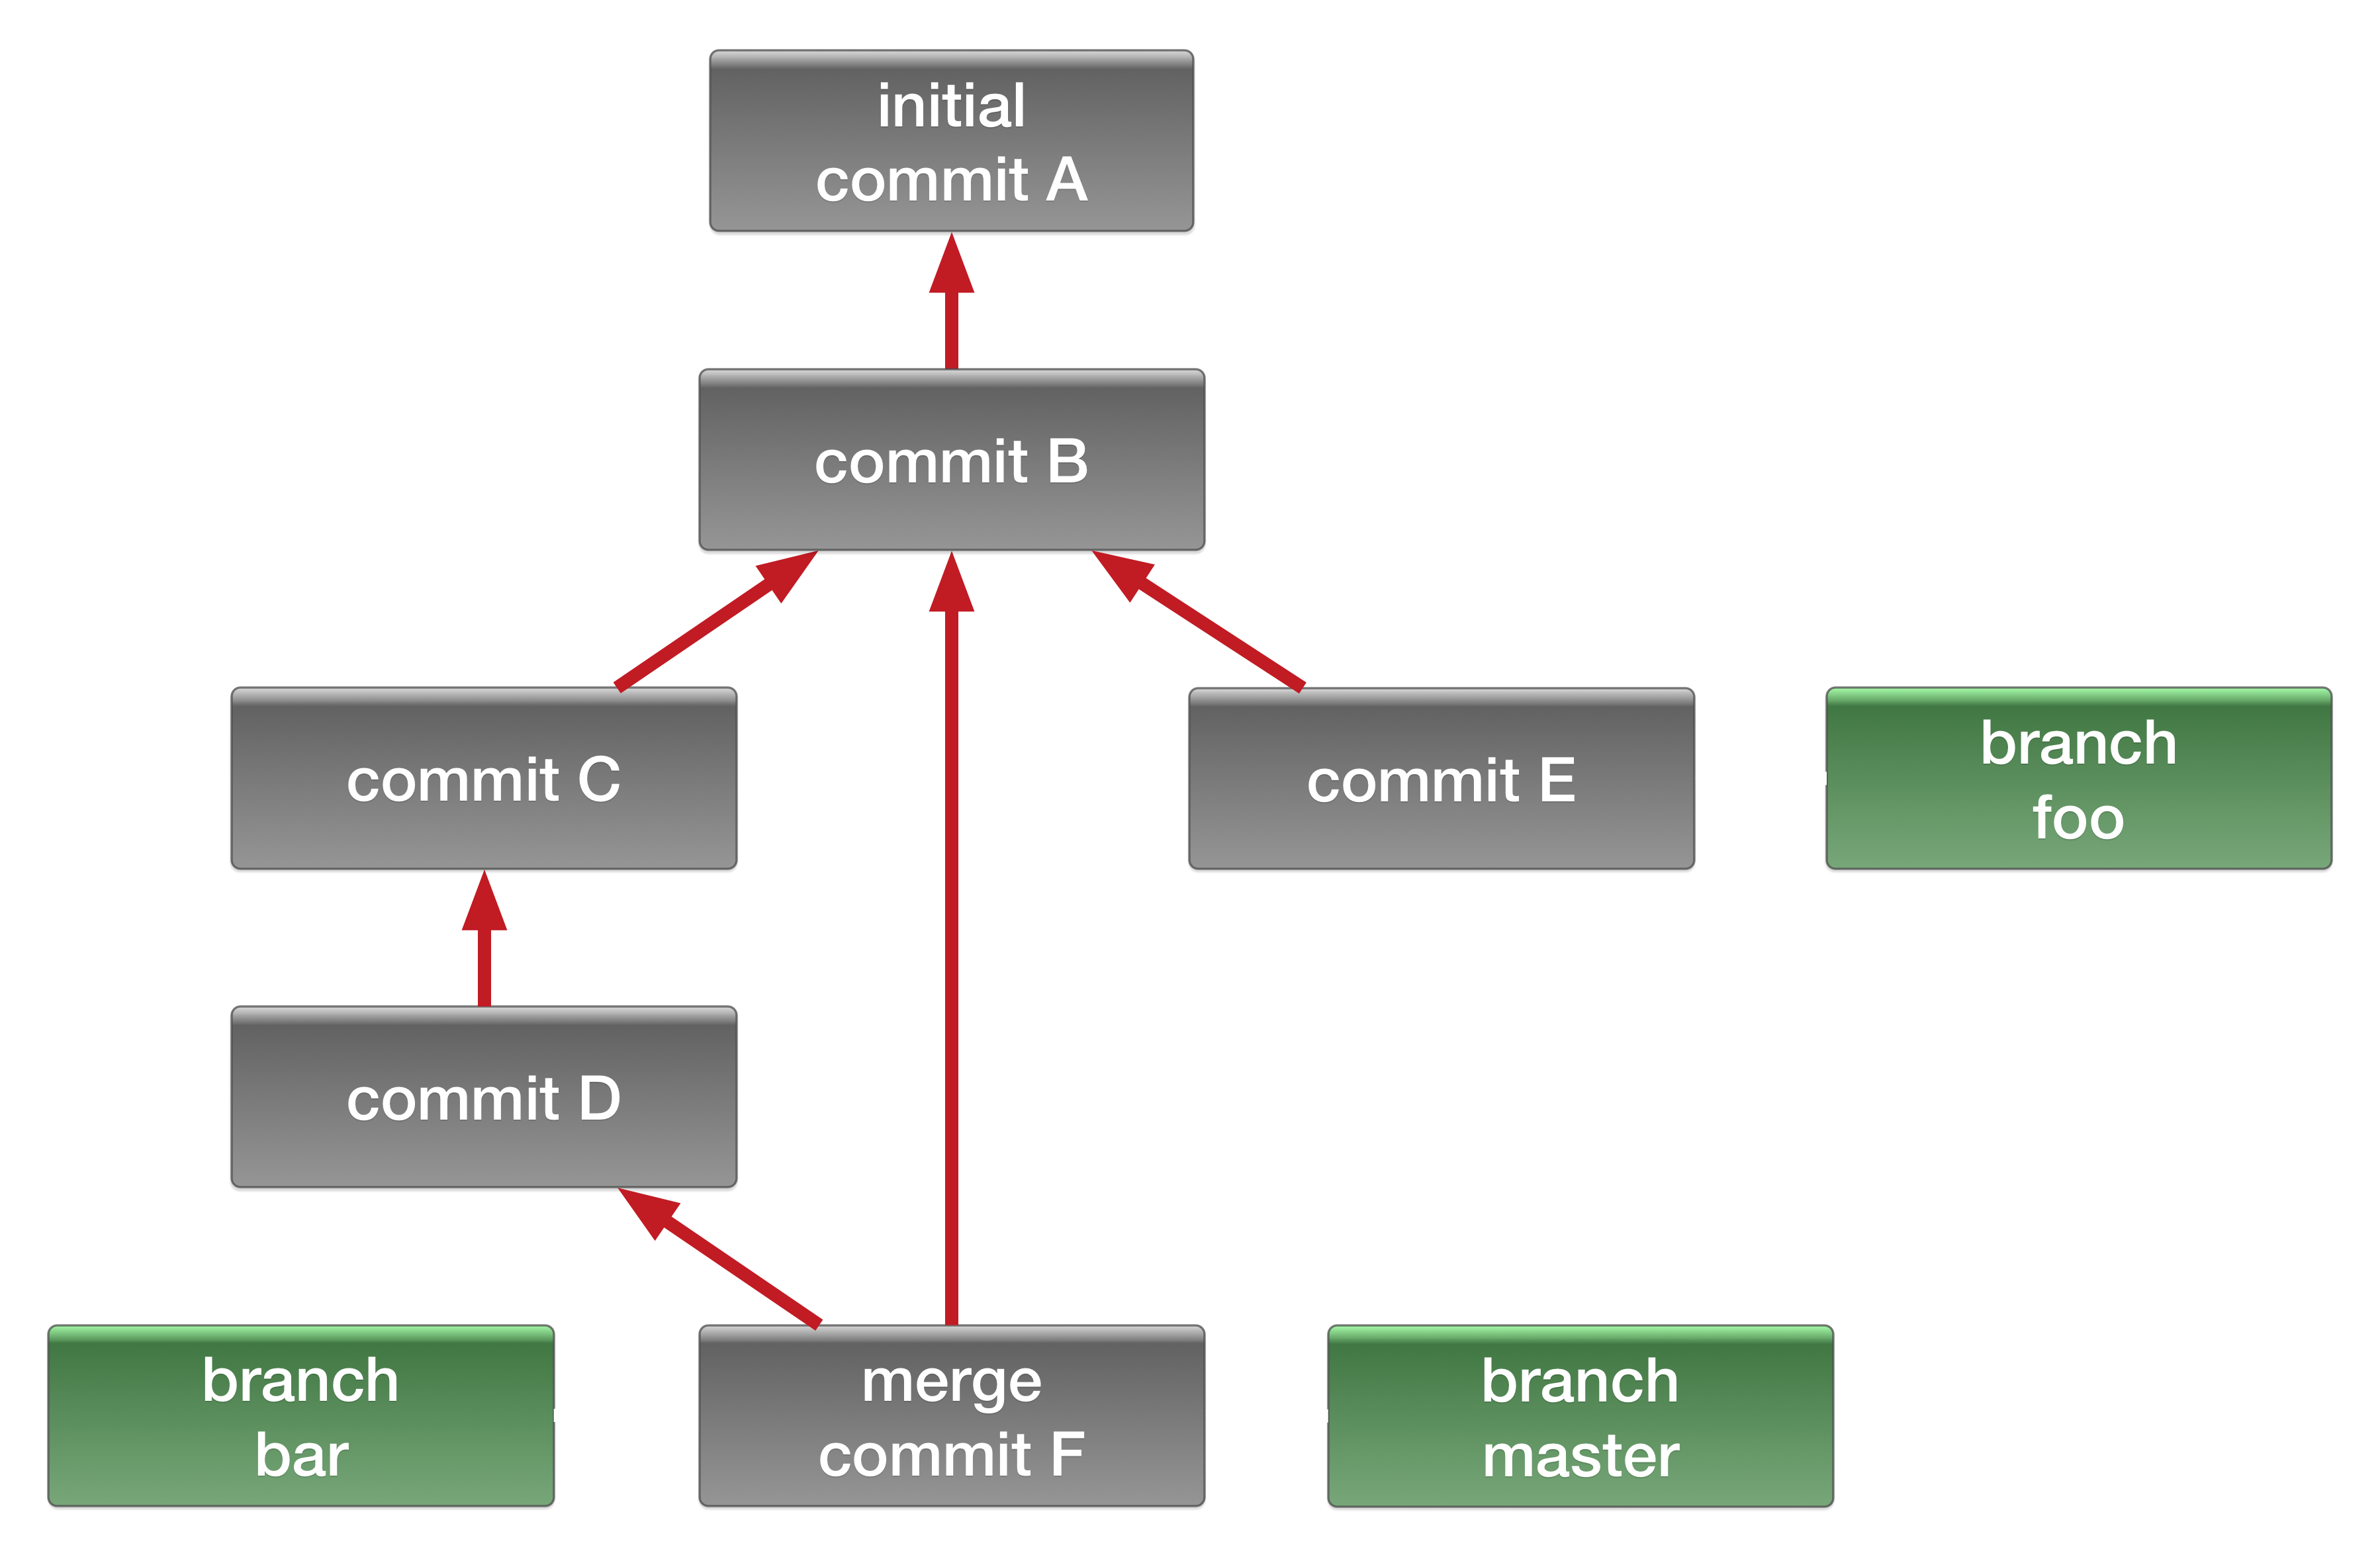 initial
commit A
commit B
commit C
commit E
branch
foo
commit D
branch
bar
merge
commit F
branch
master